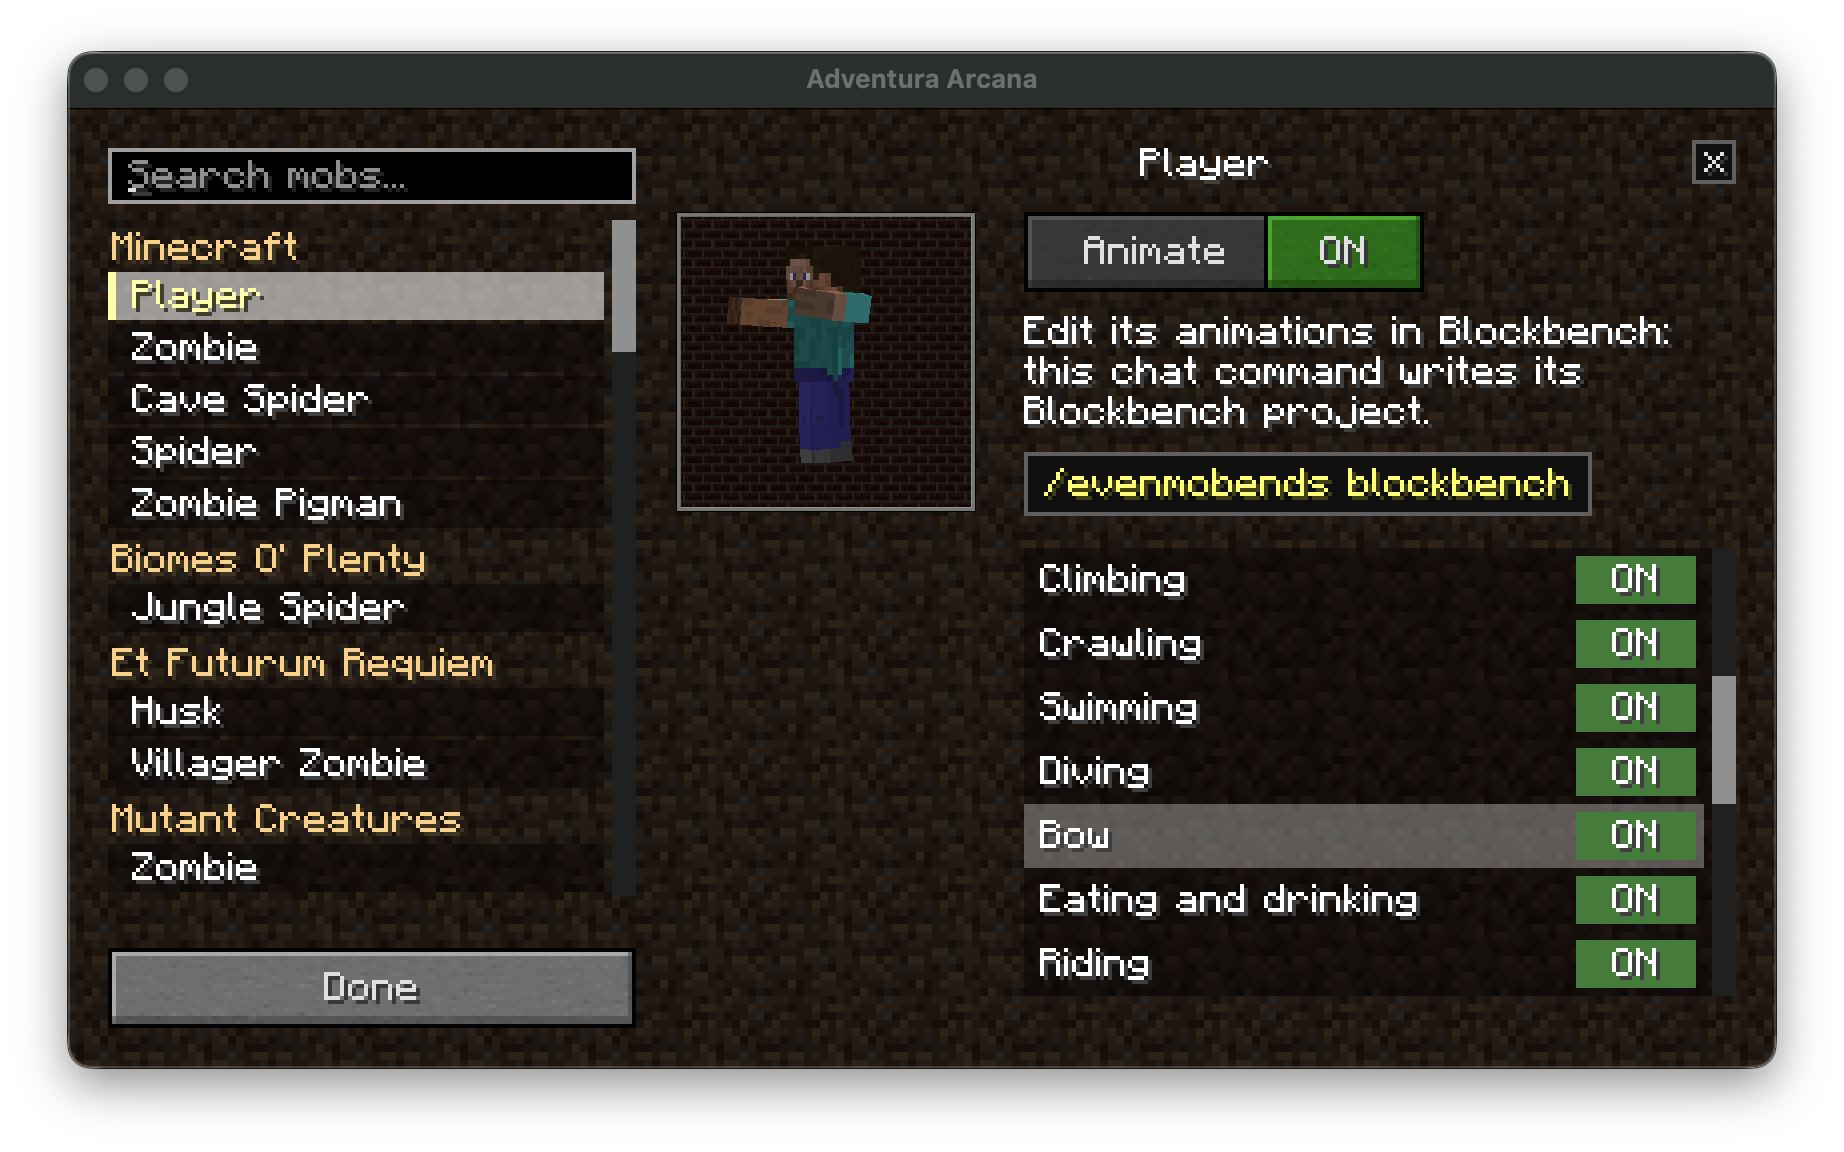 Adventura Arcana
Search mobs...
Minecraft
Player
Zombie
Cave Spider
Spider
Zombie Pigman
Biomes O' Plenty
Jungle Spider
Et Futurum Requiem
Husk
Villager Zombie
Mutant Creatures
Zombie
Done
Player
x
Animate ON
Edit its animations in Blockbench:
this chat command writes its
Blockbench project.
/evenmobends blockbench
Climbing ON
Crawling ON
Swimming ON
Diving ON
Bow ON
Eating and drinking ON
Riding ON